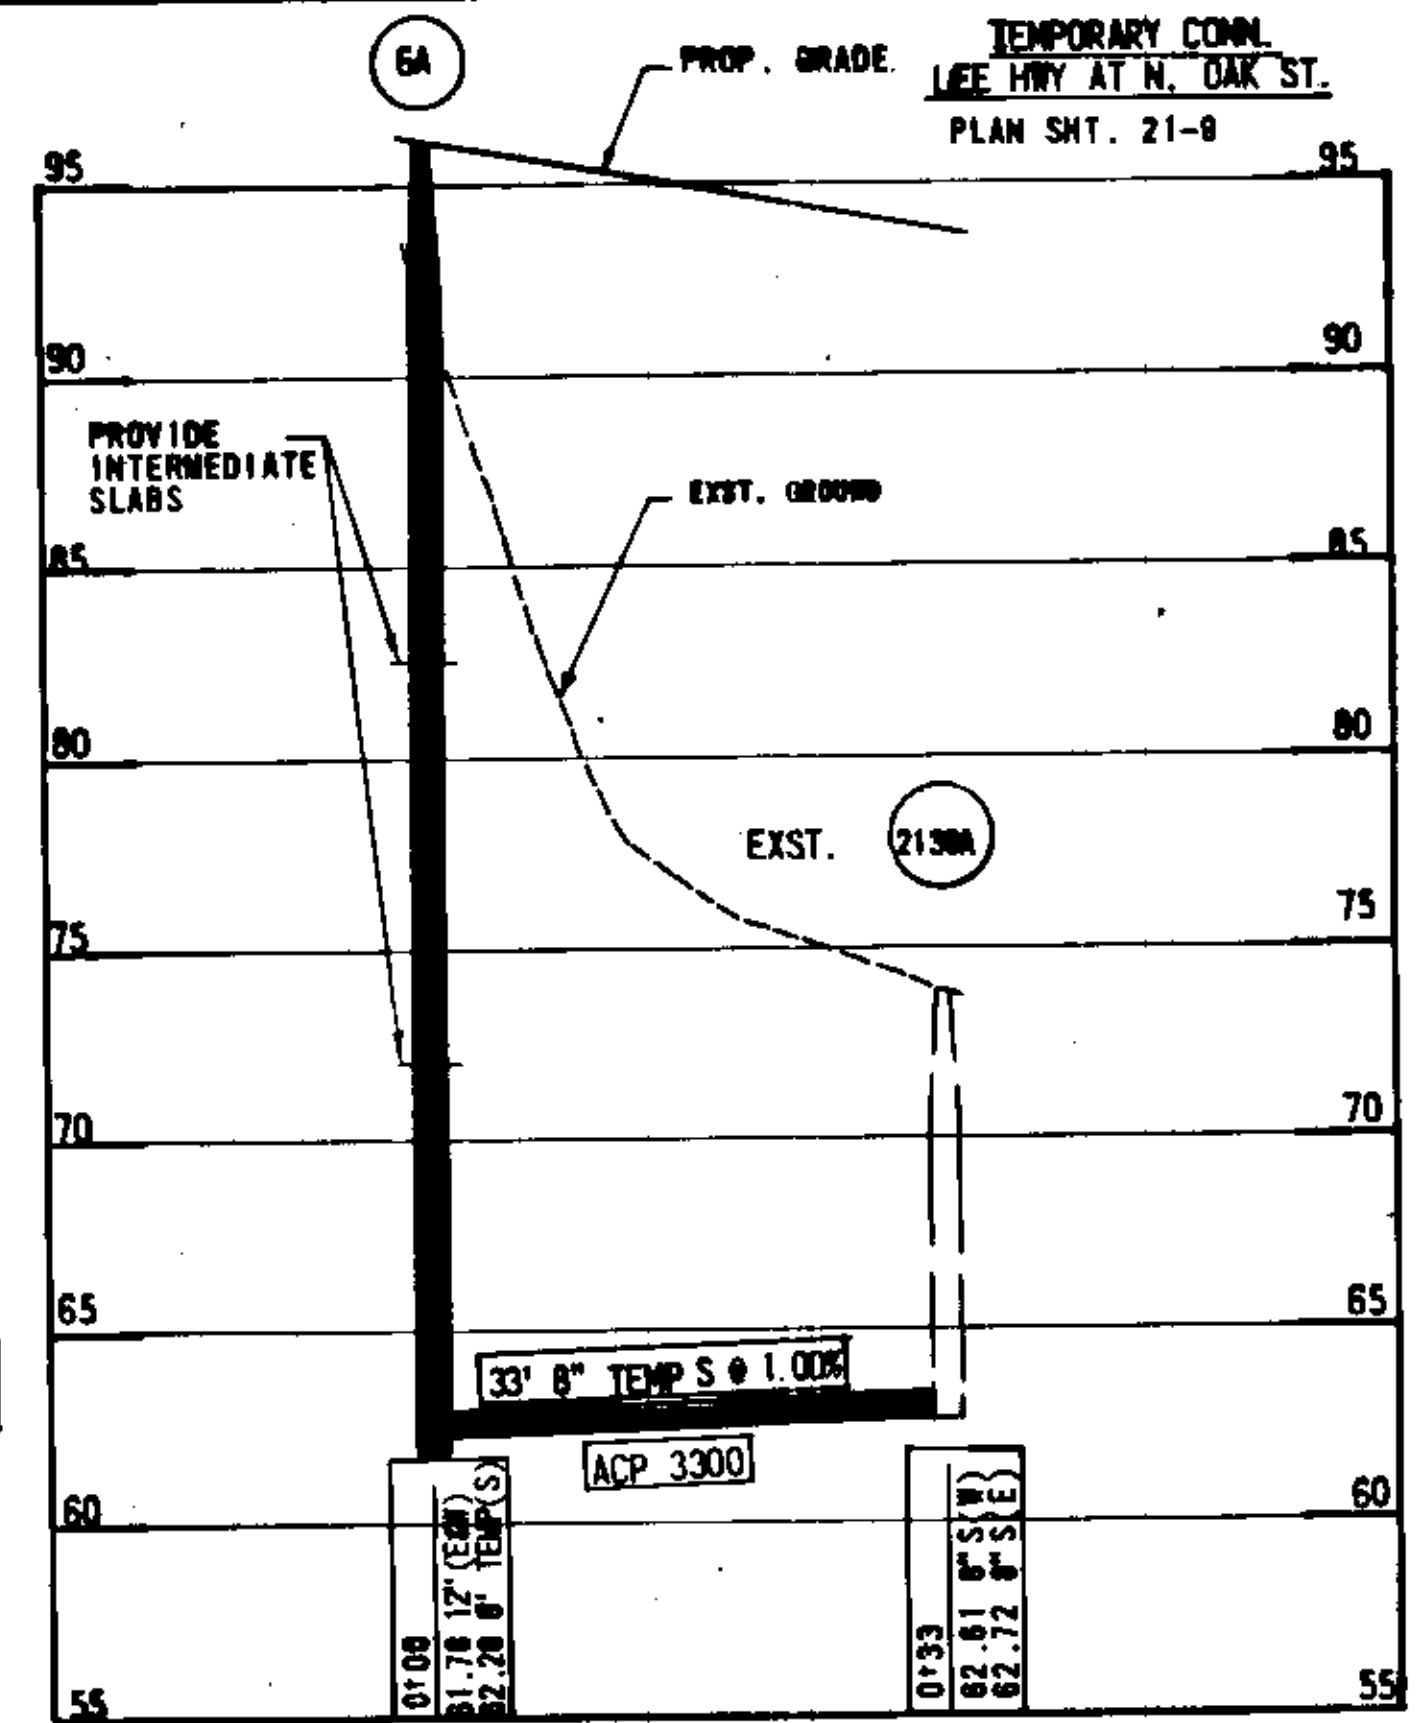 6A
PROP. GRADE
TEMPORARY CONN.
LEE HWY AT N. OAK ST.
PLAN SHT. 21-9
95
95
90
90
PROVIDE
INTERMEDIATE
SLABS
EXST. GROUND
85
85
80
80
EXST.
2138A
75
75
70
70
65
65
33' 8" TEMP S @ 1.00%
ACP 3300
60
60
0+00
61.78 12" (E&W)
62.28 8" TEMP(S)
0+33
62.61 8"S(W)
62.72 8"S(E)
55
55